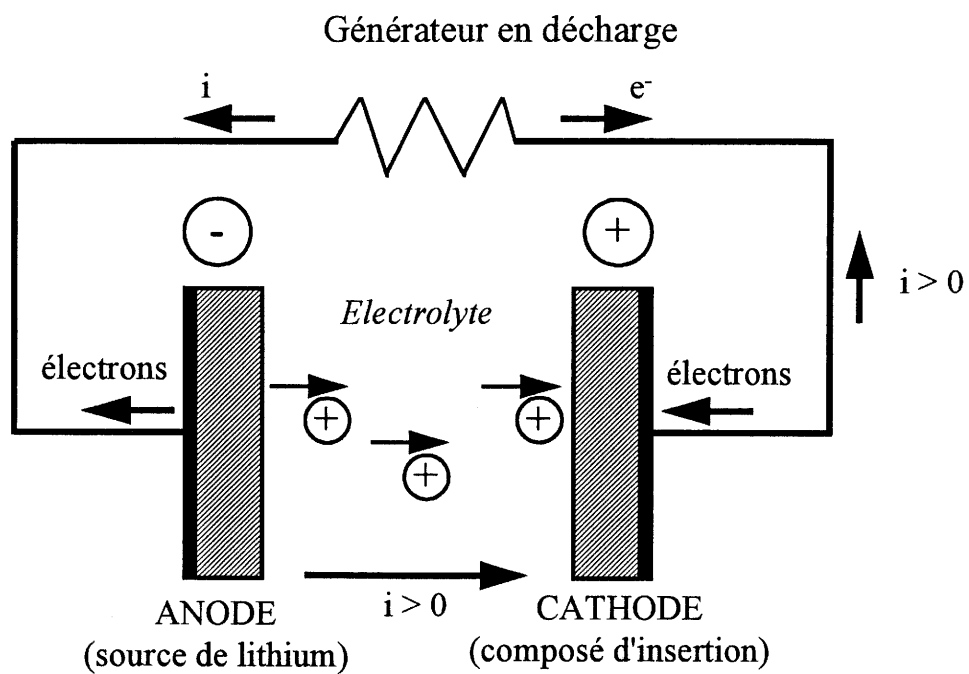 Générateur en décharge
i
e-
-
+
Electrolyte
i > 0
électrons
électrons
+
+
+
i > 0
ANODE
(source de lithium)
CATHODE
(composé d'insertion)